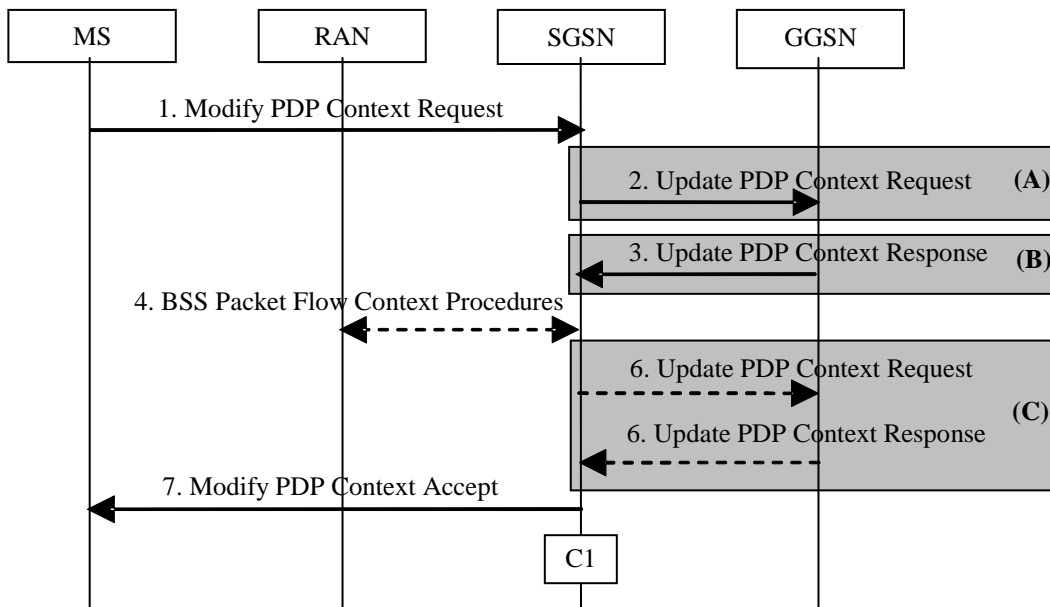 MS RAN SGSN GGSN
1. Modify PDP Context Request
2. Update PDP Context Request (A)
3. Update PDP Context Response (B)
4. BSS Packet Flow Context Procedures
6. Update PDP Context Request
(C)
6. Update PDP Context Response
7. Modify PDP Context Accept
C1